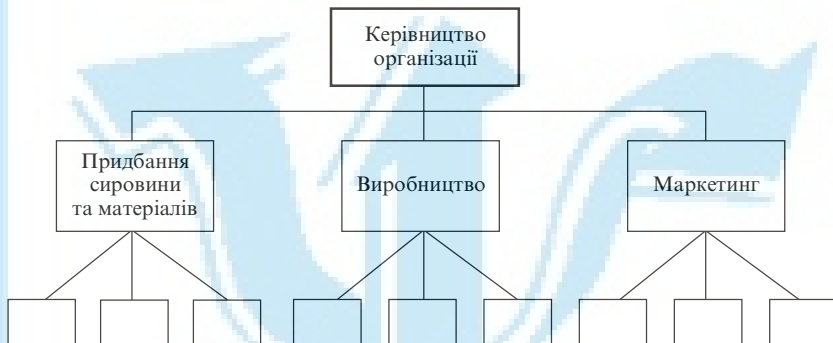 Керівництво
організації
Придбання
сировини
та матеріалів
Виробництво
Маркетинг